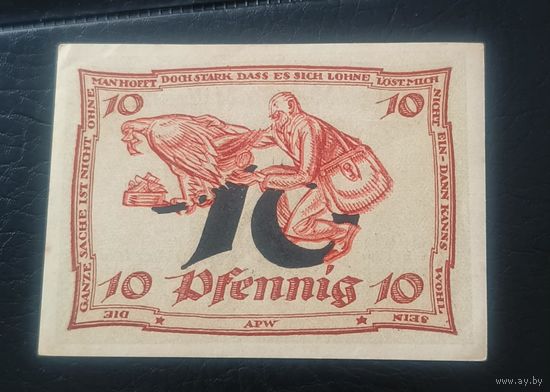 DIE GANZE SACHE IST NICHT OHNE
MAN HOFFT DOCH STARK DASS ES SICH LOHNE
LÖST MICH NICHT EIN - DANN KANNS WOHL SEIN
10 10
10
10 Pfennig 10
APW
ay.by